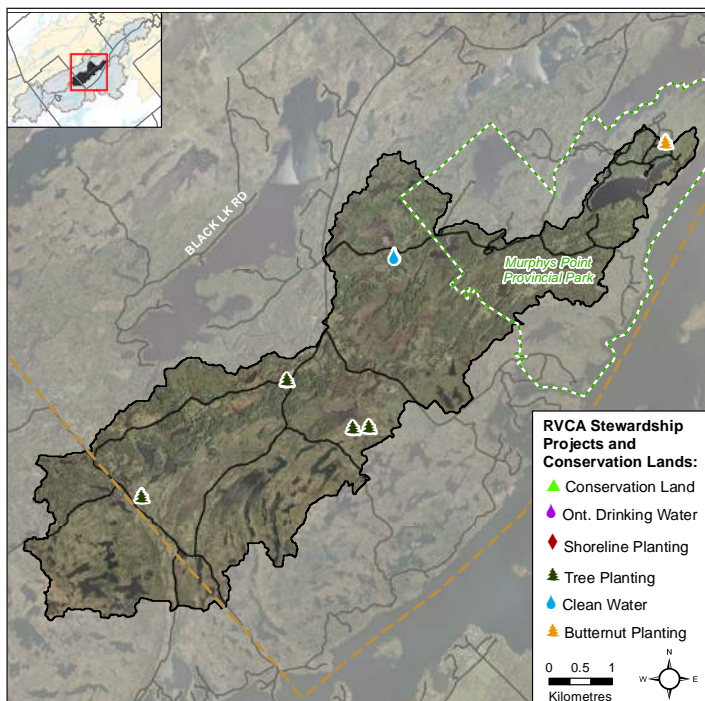 BLACK LK RD
Murphys Point
Provincial Park
RVCA Stewardship
Projects and
Conservation Lands:
Conservation Land
Ont. Drinking Water
Shoreline Planting
Tree Planting
Clean Water
Butternut Planting
0 0.5 1
Kilometres
N
W E
S